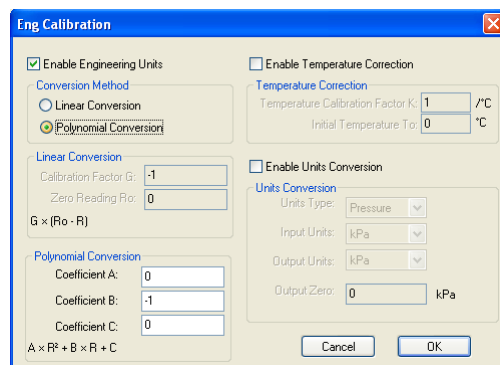 Eng Calibration
Enable Engineering Units
Conversion Method
Linear Conversion
Polynomial Conversion
Linear Conversion
Calibration Factor G: -1
Zero Reading Ro: 0
G × (Ro - R)
Polynomial Conversion
Coefficient A: 0
Coefficient B: -1
Coefficient C: 0
A × R² + B × R + C
Enable Temperature Correction
Temperature Correction
Temperature Calibration Factor K: 1 /°C
Initial Temperature To: 0 °C
Enable Units Conversion
Units Conversion
Units Type: Pressure
Input Units: kPa
Output Units: kPa
Output Zero: 0 kPa
Cancel OK